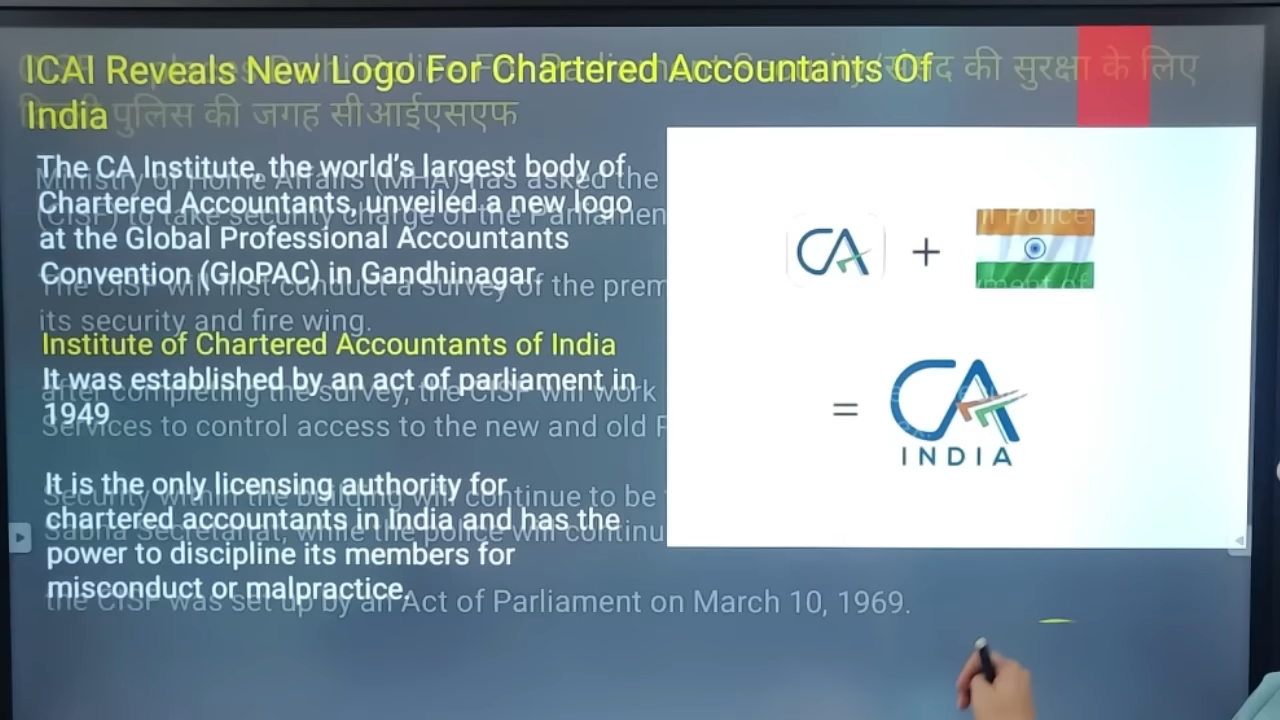 ICAI Reveals New Logo For Chartered Accountants Of
India
पुलिस की जगह सीआईएसएफ
की सुरक्षा के लिए
The CA Institute, the world's largest body of
Chartered Accountants, unveiled a new logo
at the Global Professional Accountants
Convention (GloPAC) in Gandhinagar.
Institute of Chartered Accountants of India
It was established by an act of parliament in
1949
It is the only licensing authority for
chartered accountants in India and has the
power to discipline its members for
misconduct or malpractice.
Ministry of Home Affairs (MHA) has asked the
(CISF) to take security charge of the
The CISF will first conduct a survey of the
its security and fire wing.
after completing the survey, the CISF will work
Services to control access to the new and old
Security within the building will continue to be
Sabha Secretariat, while the police will
the CISF was set up by an Act of Parliament on March 10, 1969.
CA
+
Police
=
CA
INDIA